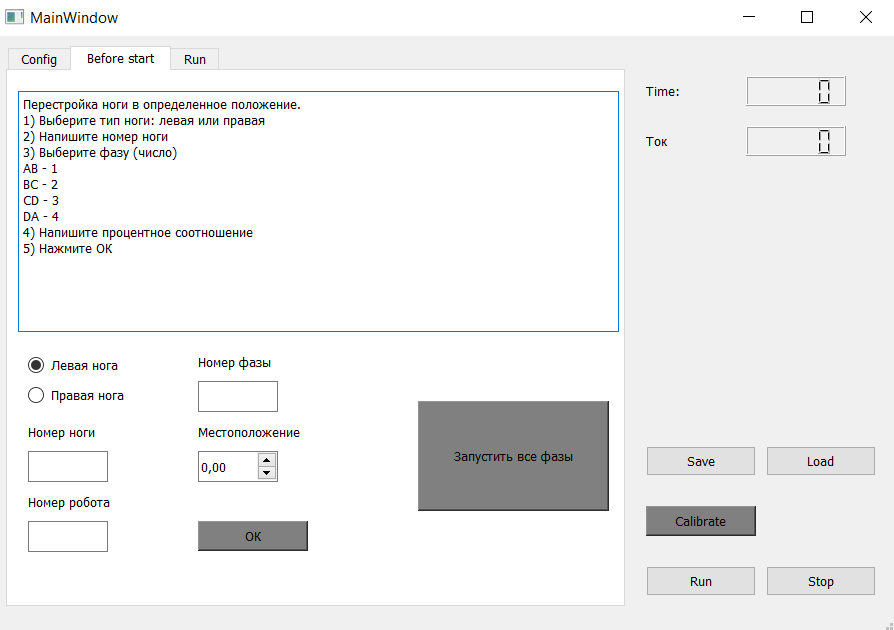 MainWindow
Config
Before start
Run
Перестройка ноги в определенное положение.
1) Выберите тип ноги: левая или правая
2) Напишите номер ноги
3) Выберите фазу (число)
AB - 1
BC - 2
CD - 3
DA - 4
4) Напишите процентное соотношение
5) Нажмите ОК
Time:
0
Ток
0
Левая нога
Правая нога
Номер фазы
Номер ноги
Местоположение
0,00
Номер робота
ОК
Запустить все фазы
Save
Load
Calibrate
Run
Stop